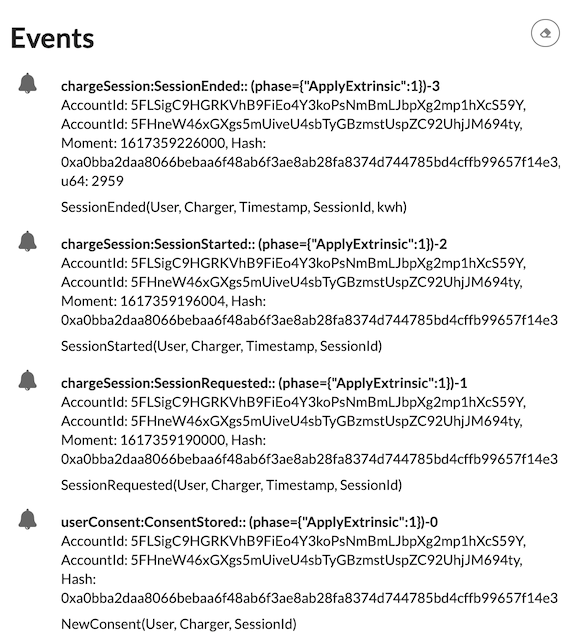 Events
chargeSession:SessionEnded:: (phase={"ApplyExtrinsic":1})-3
AccountId: 5FLSigC9HGRKVhB9FiEo4Y3koPsNmBmLJbpXg2mp1hXcS59Y,
AccountId: 5FHneW46xGXgs5mUiveU4sbTyGBzmstUspZC92UhjJM694ty,
Moment: 1617359226000, Hash:
0xa0bba2daa8066bebaa6f48ab6f3ae8ab28fa8374d744785bd4cffb99657f14e3,
u64: 2959
SessionEnded(User, Charger, Timestamp, SessionId, kwh)
chargeSession:SessionStarted:: (phase={"ApplyExtrinsic":1})-2
AccountId: 5FLSigC9HGRKVhB9FiEo4Y3koPsNmBmLJbpXg2mp1hXcS59Y,
AccountId: 5FHneW46xGXgs5mUiveU4sbTyGBzmstUspZC92UhjJM694ty,
Moment: 1617359196004, Hash:
0xa0bba2daa8066bebaa6f48ab6f3ae8ab28fa8374d744785bd4cffb99657f14e3
SessionStarted(User, Charger, Timestamp, SessionId)
chargeSession:SessionRequested:: (phase={"ApplyExtrinsic":1})-1
AccountId: 5FLSigC9HGRKVhB9FiEo4Y3koPsNmBmLJbpXg2mp1hXcS59Y,
AccountId: 5FHneW46xGXgs5mUiveU4sbTyGBzmstUspZC92UhjJM694ty,
Moment: 1617359190000, Hash:
0xa0bba2daa8066bebaa6f48ab6f3ae8ab28fa8374d744785bd4cffb99657f14e3
SessionRequested(User, Charger, Timestamp, SessionId)
userConsent:ConsentStored:: (phase={"ApplyExtrinsic":1})-0
AccountId: 5FLSigC9HGRKVhB9FiEo4Y3koPsNmBmLJbpXg2mp1hXcS59Y,
AccountId: 5FHneW46xGXgs5mUiveU4sbTyGBzmstUspZC92UhjJM694ty,
Hash:
0xa0bba2daa8066bebaa6f48ab6f3ae8ab28fa8374d744785bd4cffb99657f14e3
NewConsent(User, Charger, SessionId)